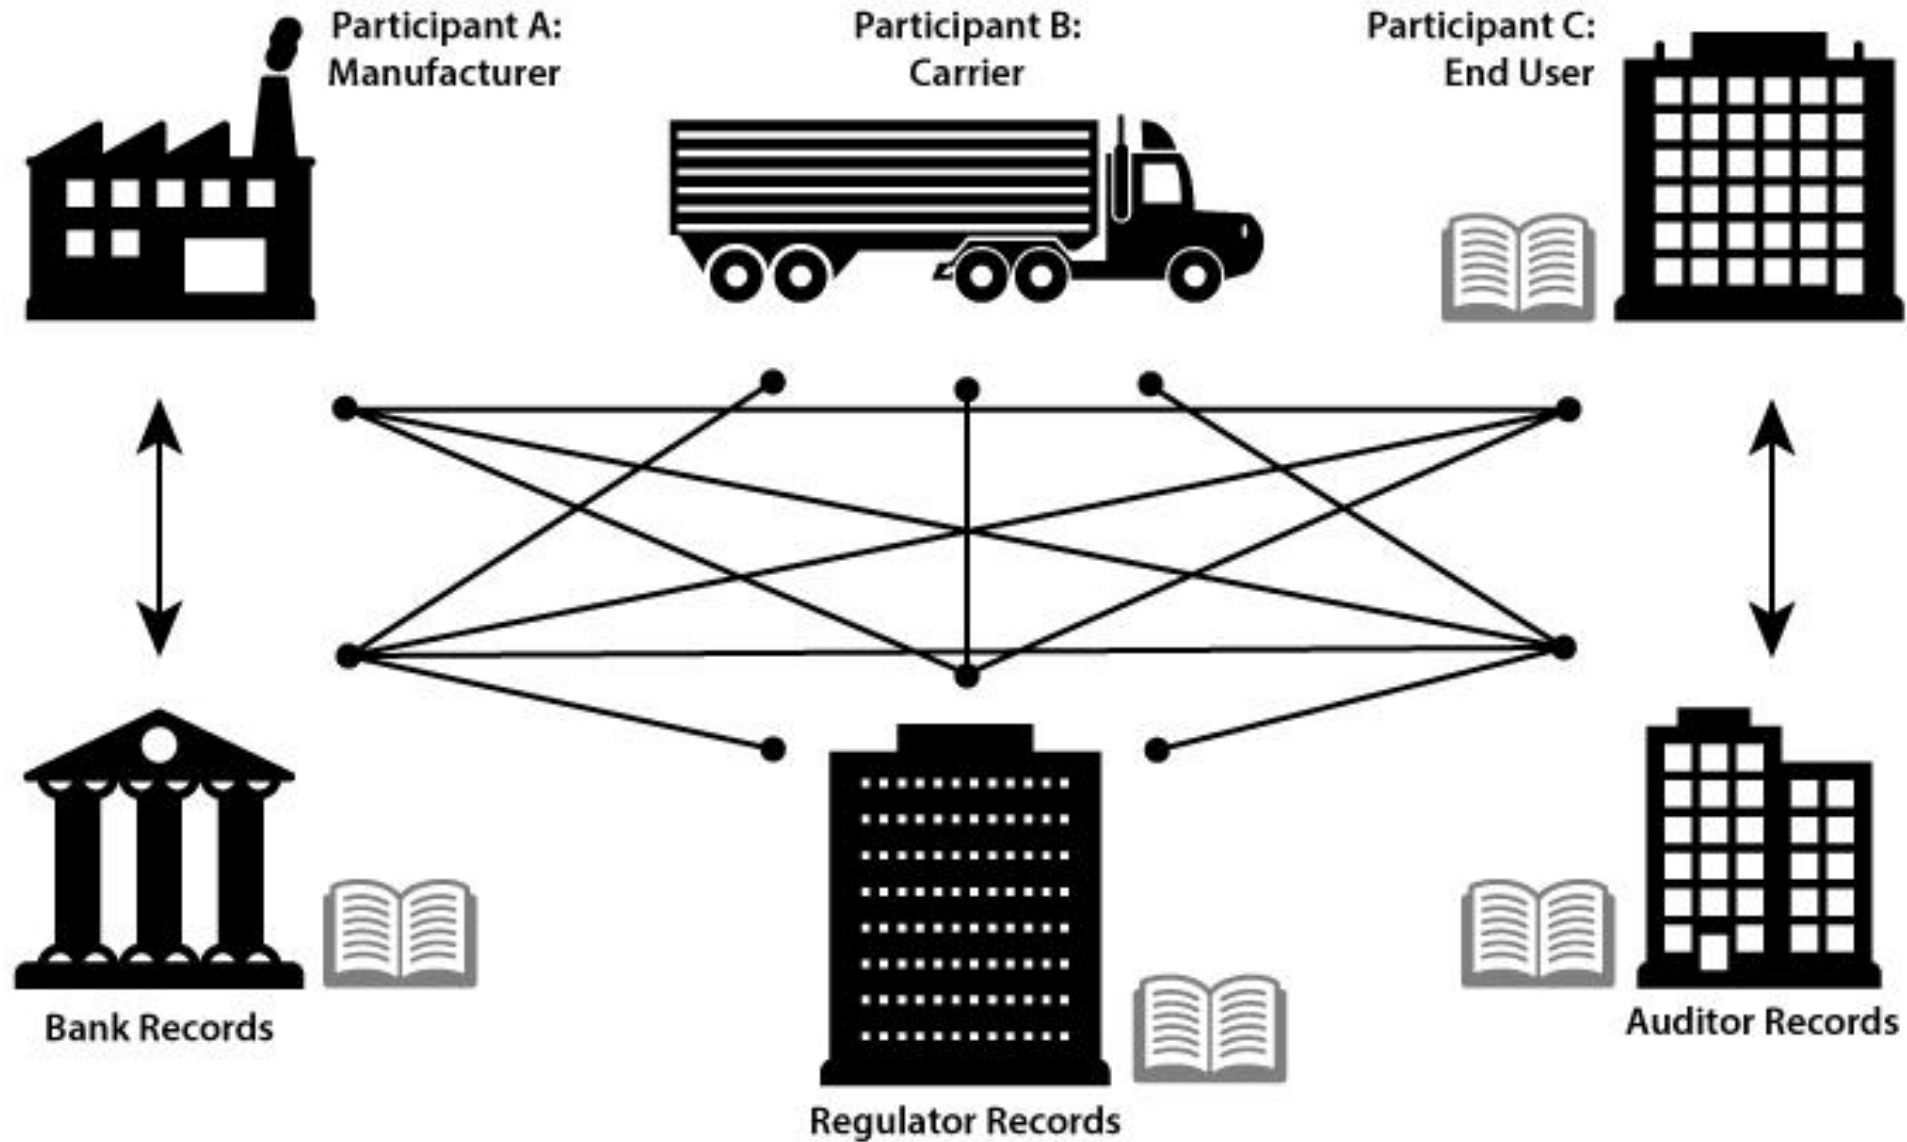 Participant A:
Manufacturer
Participant B:
Carrier
Participant C:
End User
Bank Records
Regulator Records
Auditor Records